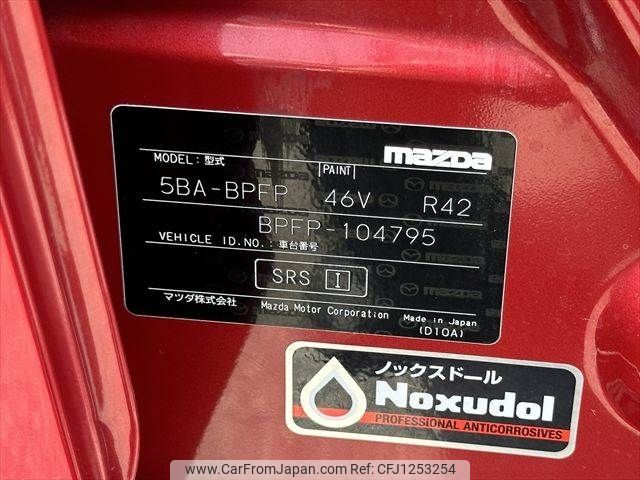 mazda
MODEL: 型式 PAINT
5BA-BPFP 46V R42
BPFP-104795
VEHICLE ID.NO.: 車台番号
SRS I
マツダ株式会社 Mazda Motor Corporation Made in Japan
(D10A)
ノックスドール
Noxudol
PROFESSIONAL ANTICORROSIVES
www.CarFromJapan.com - CFJ1253254